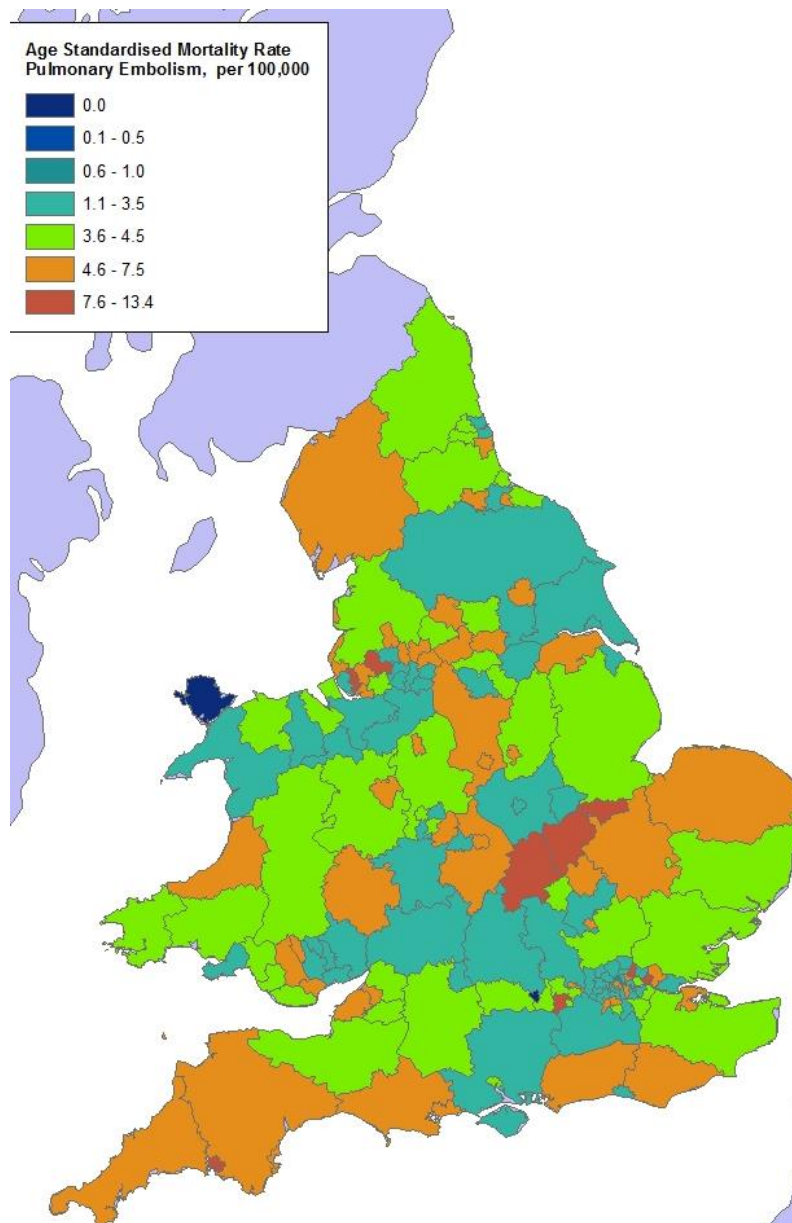 Age Standardised Mortality Rate
Pulmonary Embolism, per 100,000
0.0
0.1 - 0.5
0.6 - 1.0
1.1 - 3.5
3.6 - 4.5
4.6 - 7.5
7.6 - 13.4